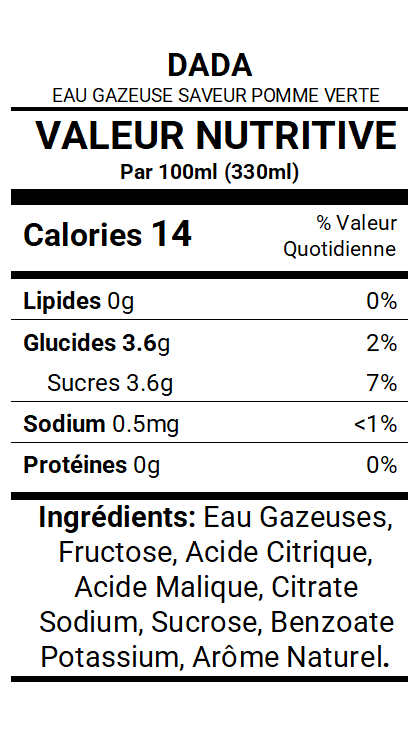 DADA
EAU GAZEUSE SAVEUR POMME VERTE
VALEUR NUTRITIVE
Par 100ml (330ml)
Calories 14
% Valeur
Quotidienne
Lipides 0g 0%
Glucides 3.6g 2%
Sucres 3.6g 7%
Sodium 0.5mg <1%
Protéines 0g 0%
Ingrédients: Eau Gazeuses,
Fructose, Acide Citrique,
Acide Malique, Citrate
Sodium, Sucrose, Benzoate
Potassium, Arôme Naturel.